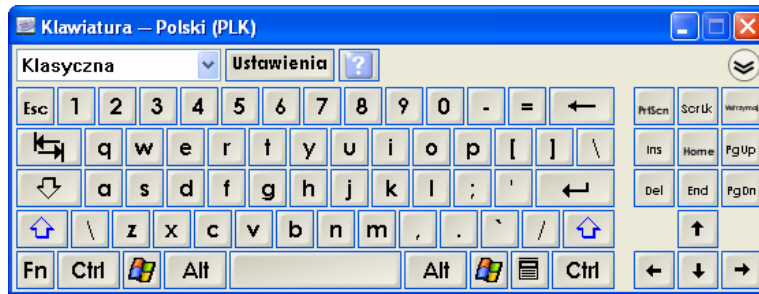 Klawiatura — Polski (PLK)
Klasyczna Ustawienia ?
Esc 1 2 3 4 5 6 7 8 9 0 - = PrtScn ScrLk Wstrzymaj
q w e r t y u i o p [ ] \ Ins Home PgUp
a s d f g h j k l ; ' Del End PgDn
\ z x c v b n m , . ` /
Fn Ctrl Alt Alt Ctrl